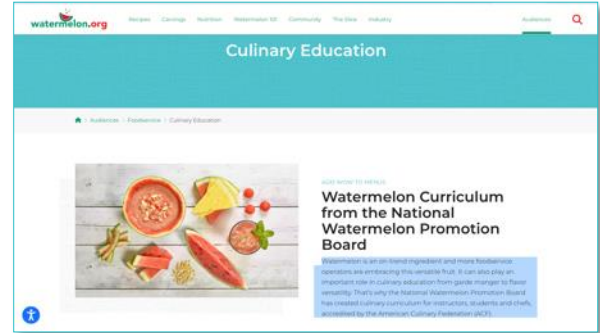 watermelon.org
Recipes Carvings Nutrition Watermelon 101 Community The Slice Industry Audiences
Culinary Education
Audiences > Foodservice > Culinary Education
ADD WOW! TO MENUS
Watermelon Curriculum
from the National
Watermelon Promotion
Board
Watermelon is an on-trend ingredient and more foodservice
operators are embracing this versatile fruit. It can also play an
important role in culinary education from garde manger to flavor
versatility. That's why the National Watermelon Promotion Board
has created culinary curriculum for instructors, students and chefs,
accredited by the American Culinary Federation (ACF).